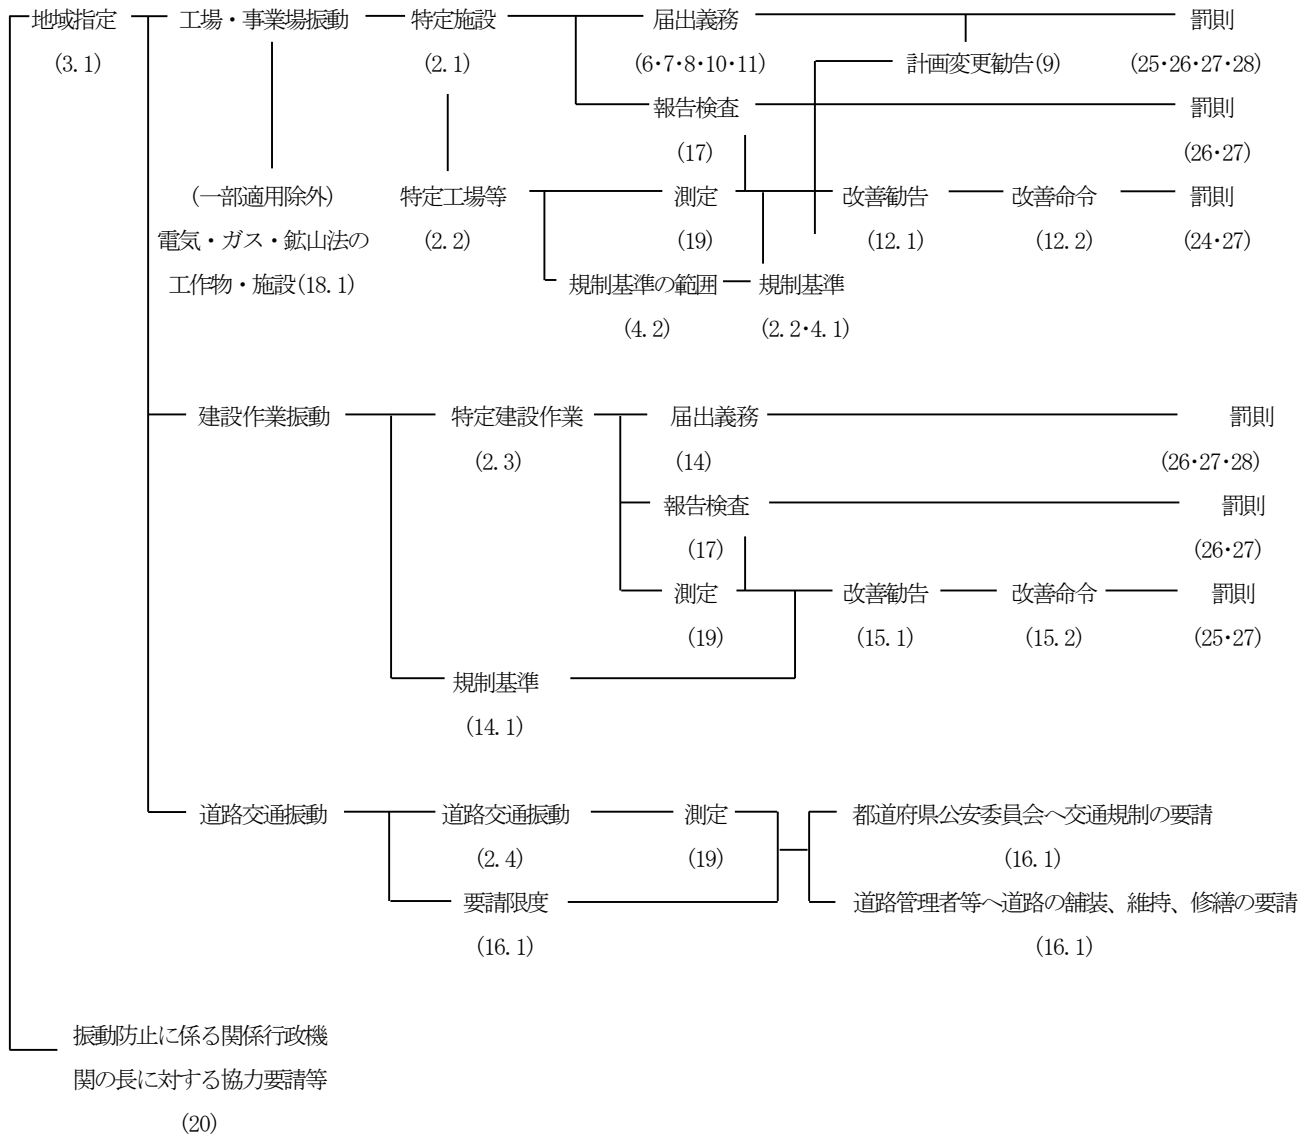 地域指定 工場・事業場振動 特定施設 届出義務 罰則
(3.1) (2.1) (6・7・8・10・11) 計画変更勧告(9) (25・26・27・28)
報告検査 罰則
(17) (26・27)
(一部適用除外) 特定工場等 測定 改善勧告 改善命令 罰則
電気・ガス・鉱山法の (2.2) (19) (12.1) (12.2) (24・27)
工作物・施設(18.1) 規制基準の範囲 規制基準
(4.2) (2.2・4.1)
建設作業振動 特定建設作業 届出義務 罰則
(2.3) (14) (26・27・28)
報告検査 罰則
(17) (26・27)
測定 改善勧告 改善命令 罰則
(19) (15.1) (15.2) (25・27)
規制基準
(14.1)
道路交通振動 道路交通振動 測定 都道府県公安委員会へ交通規制の要請
(2.4) (19) (16.1)
要請限度 道路管理者等へ道路の舗装、維持、修繕の要請
(16.1) (16.1)
振動防止に係る関係行政機
関の長に対する協力要請等
(20)